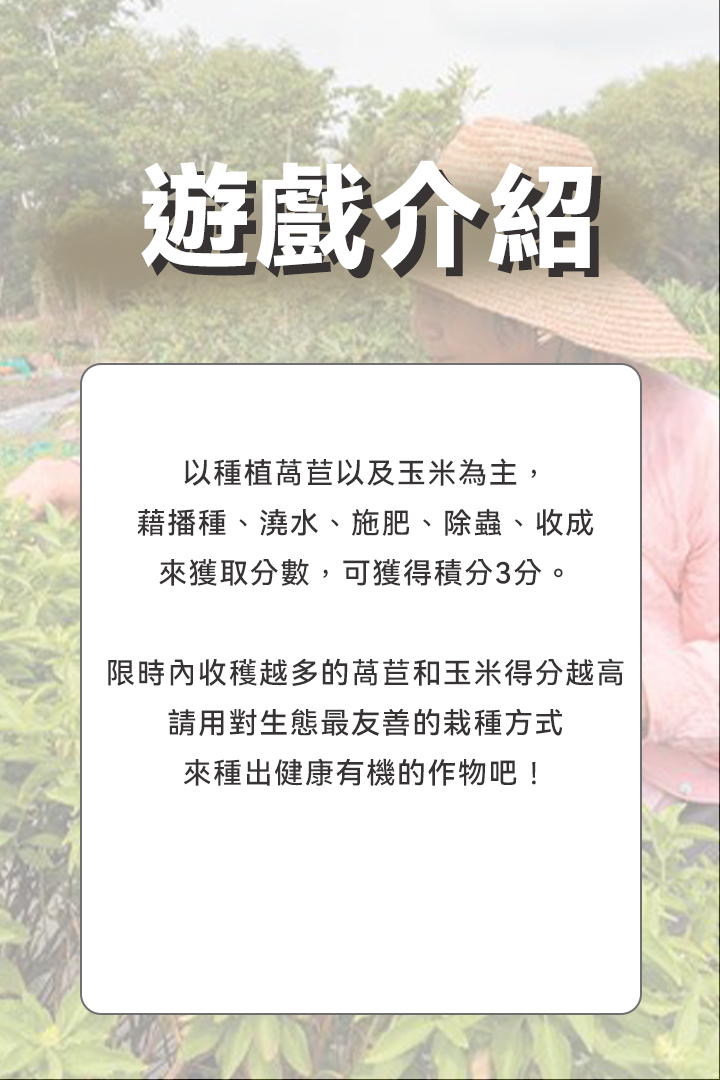 遊戲介紹
以種植萵苣以及玉米為主，
藉播種、澆水、施肥、除蟲、收成
來獲取分數，可獲得積分3分。
限時內收穫越多的萵苣和玉米得分越高
請用對生態最友善的栽種方式
來種出健康有機的作物吧！